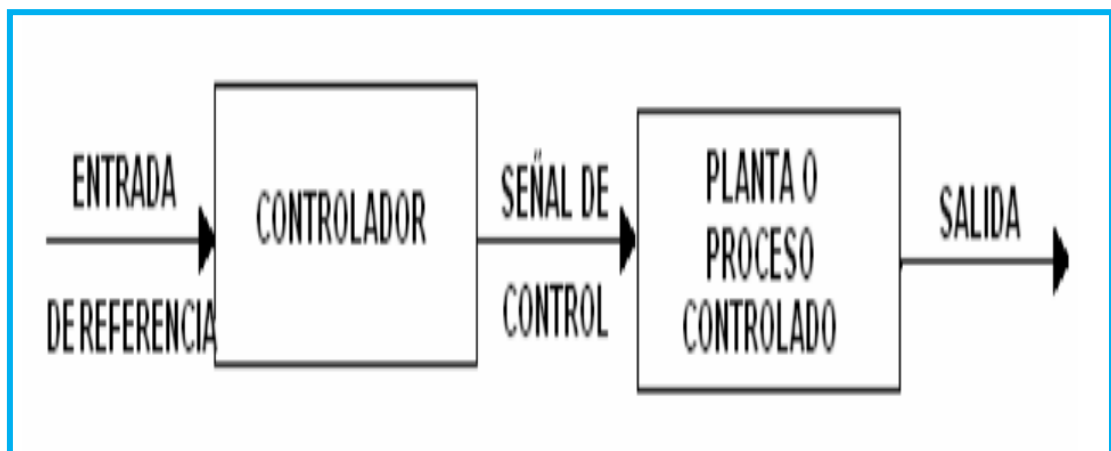 ENTRADA
DE REFERENCIA
CONTROLADOR
SEÑAL DE
CONTROL
PLANTA O
PROCESO
CONTROLADO
SALIDA